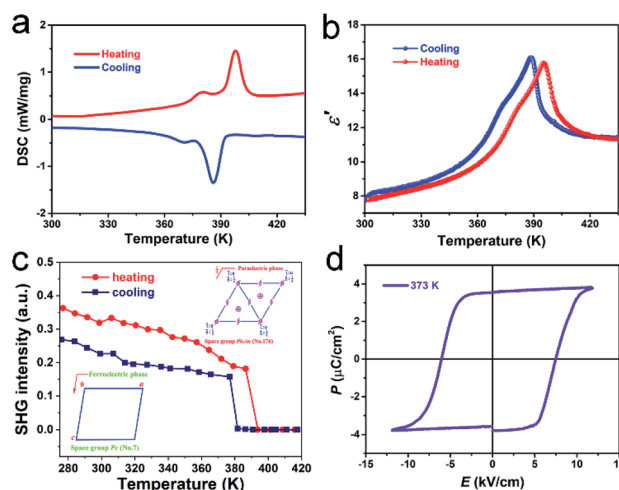 a
Heating
Cooling
DSC (mW/mg)
2
1
0
-1
-2
300 330 360 390 420
Temperature (K)
b
Cooling
Heating
ε'
18
16
14
12
10
8
6
300 330 360 390 420
Temperature (K)
c
heating
cooling
SHG intensity (a.u.)
0.5
0.4
0.3
0.2
0.1
0.0
280 300 320 340 360 380 400 420
Temperature (K)
Paraelectric phase
Space group P6₃/m (No.176)
Ferroelectric phase
0 a
c
Space group Pc (No.7)
d
373 K
P (μC/cm²)
4
2
0
-2
-4
-15 -10 -5 0 5 10
E (kV/cm)